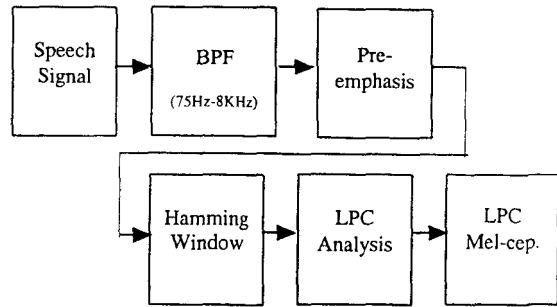 Speech
Signal
BPF
(75Hz-8KHz)
Pre-
emphasis
Hamming
Window
LPC
Analysis
LPC
Mel-cep.